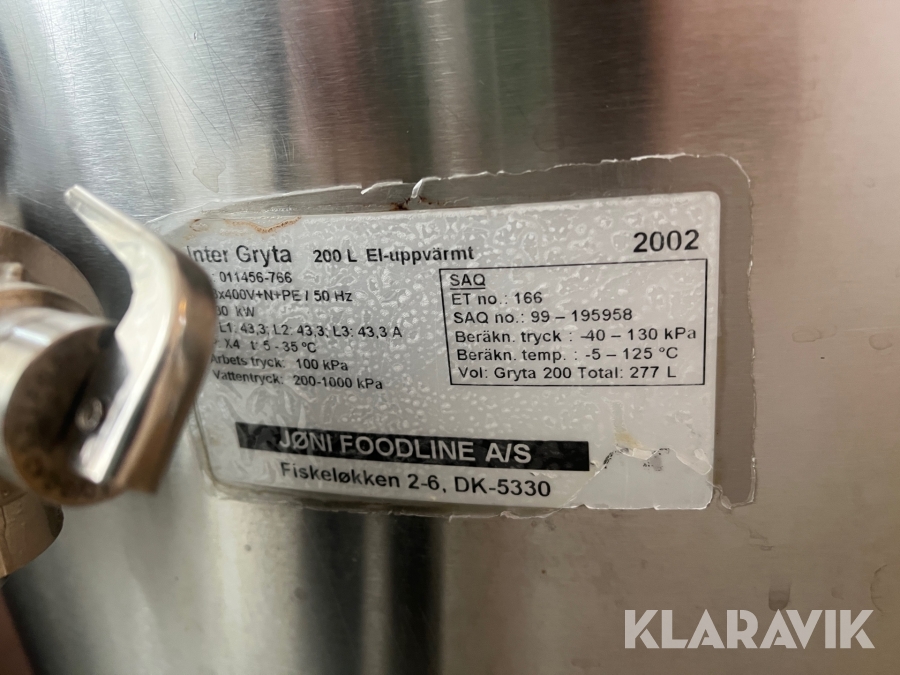 Inter Gryta 200 L El-uppvärmt 2002
: 011456-766
3x400V+N+PE / 50 Hz
30 kW
L1: 43,3; L2: 43,3; L3: 43,3 A
X4 t: 5 - 35 °C
Arbets tryck: 100 kPa
Vattentryck: 200-1000 kPa
SAQ
ET no.: 166
SAQ no.: 99 – 195958
Beräkn. tryck : -40 – 130 kPa
Beräkn. temp. : -5 – 125 °C
Vol: Gryta 200 Total: 277 L
JØNI FOODLINE A/S
Fiskeløkken 2-6, DK-5330
KLARAVIK